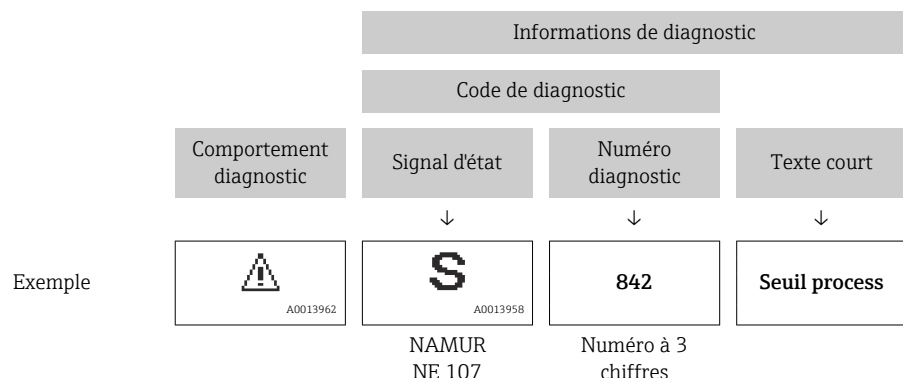 Informations de diagnostic
Code de diagnostic
Comportement
diagnostic
Signal d'état
Numéro
diagnostic
Texte court
↓ ↓ ↓
Exemple
A0013962
S
A0013958
842
Seuil process
NAMUR
NE 107
Numéro à 3
chiffres